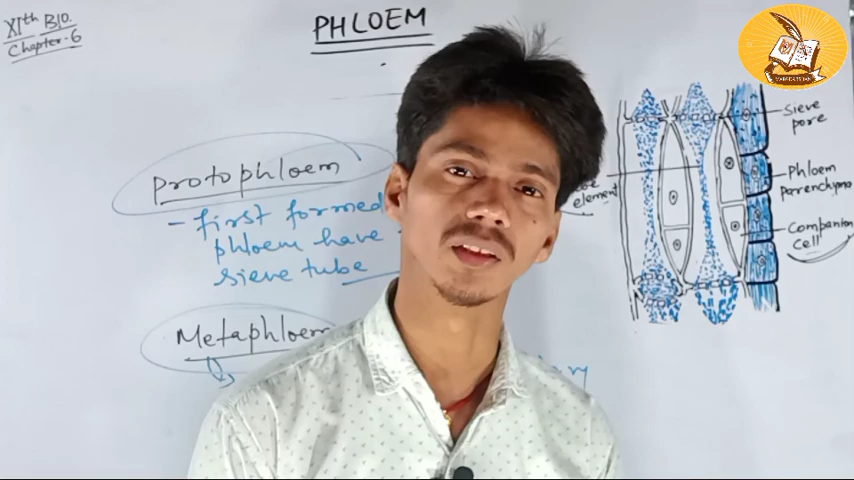 XIth BIO.
Chapter-6
PHLOEM
Protophloem
- first formed
phloem have
sieve tube
Metaphloem
Sieve
pore
element
Phloem
parenchyma
Companion
cell